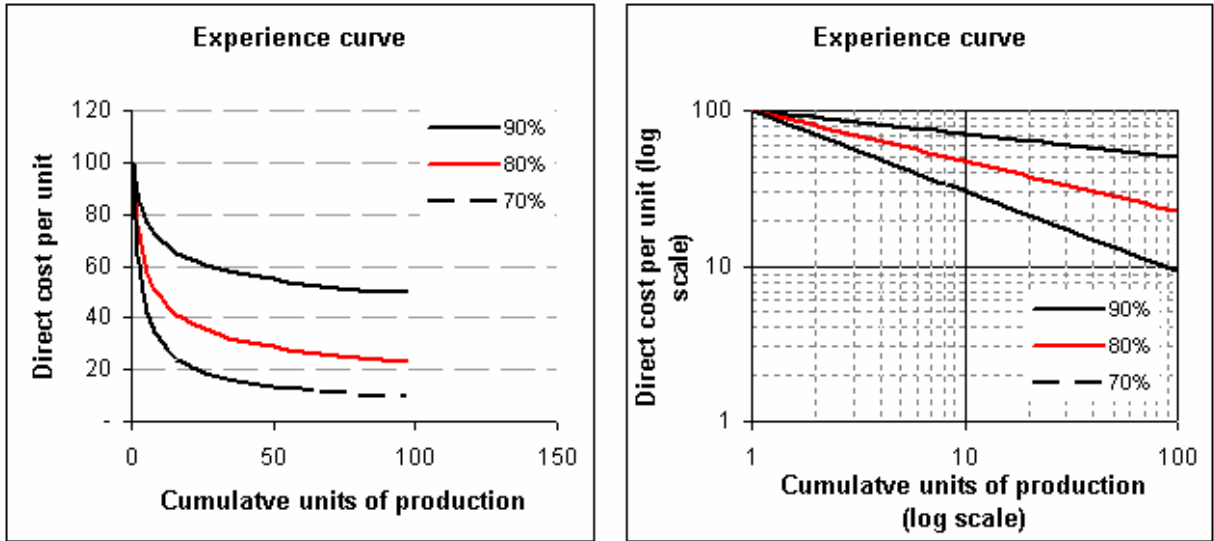 Experience curve
120
100
80
60
40
20
-
0
50
100
150
Direct cost per unit
Cumulatve units of production
90%
80%
70%
Experience curve
100
10
1
1
10
100
Direct cost per unit (log
scale)
Cumulatve units of production
(log scale)
90%
80%
70%